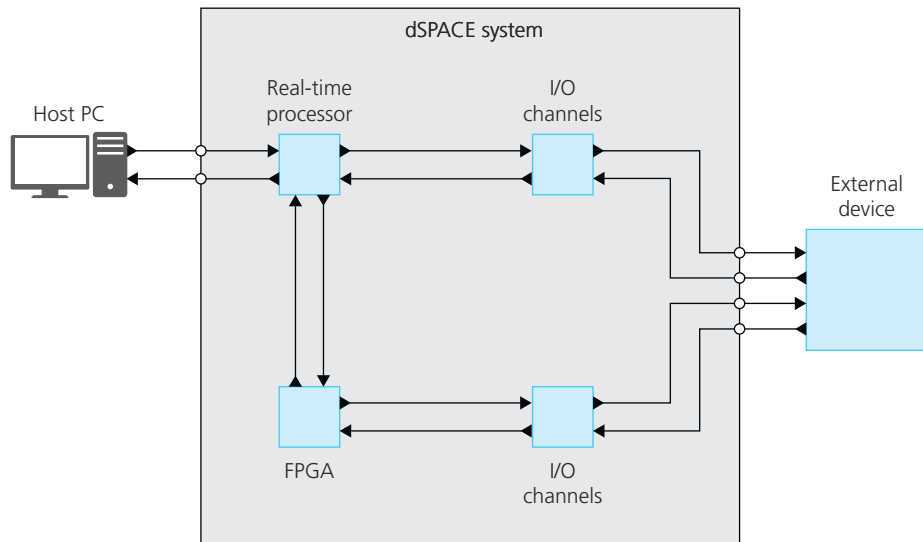 dSPACE system
Real-time
processor
I/O
channels
Host PC
External
device
FPGA
I/O
channels